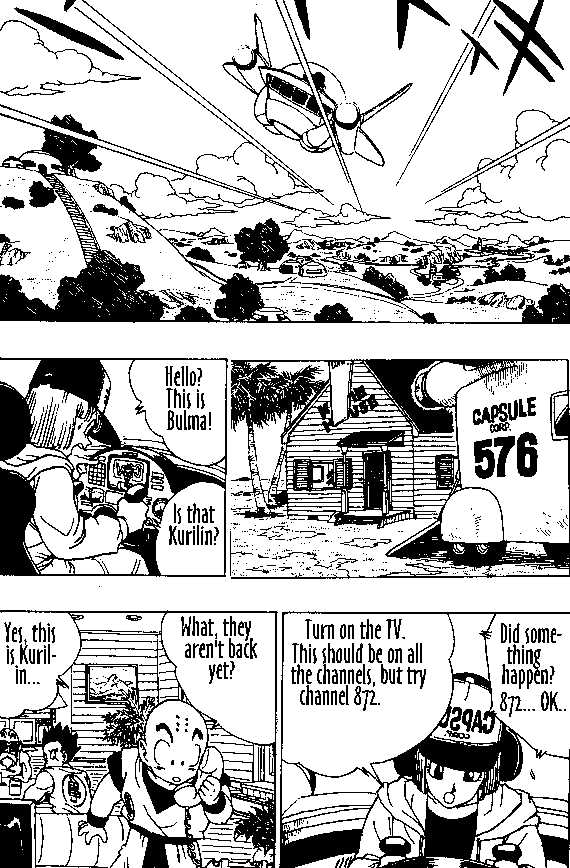 Hello?
This is
Bulma!
Is that
Kurilin?
CAPSULE
CORP.
576
Yes, this
is Kuril-
in...
What, they
aren't back
yet?
Turn on the TV.
This should be on all
the channels, but try
channel 872.
Did some-
thing
happen?
872... OK..
CAPSU
CORP.